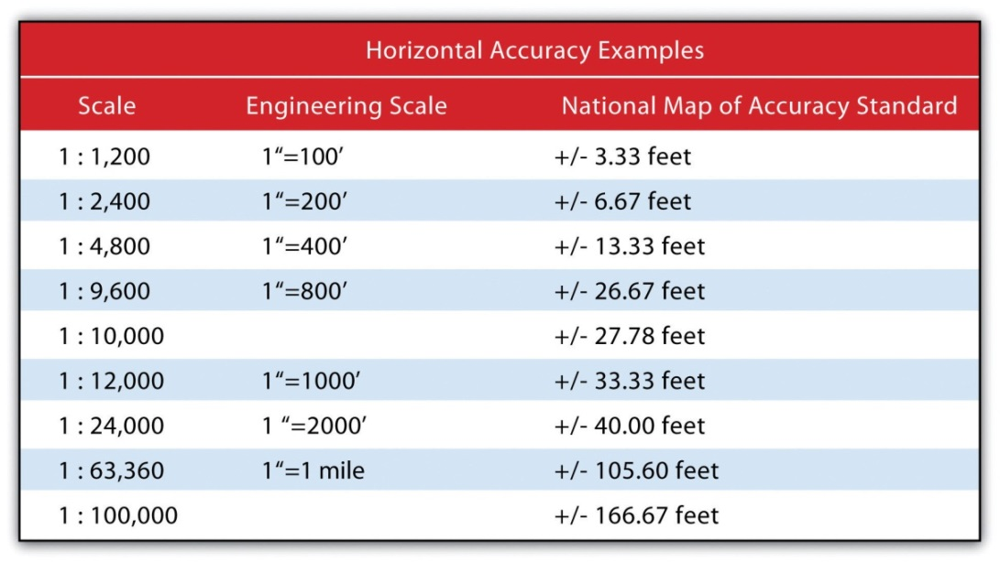 Horizontal Accuracy Examples
Scale Engineering Scale National Map of Accuracy Standard
1 : 1,200 1“=100’ +/- 3.33 feet
1 : 2,400 1“=200’ +/- 6.67 feet
1 : 4,800 1“=400’ +/- 13.33 feet
1 : 9,600 1“=800’ +/- 26.67 feet
1 : 10,000 +/- 27.78 feet
1 : 12,000 1“=1000’ +/- 33.33 feet
1 : 24,000 1 “=2000’ +/- 40.00 feet
1 : 63,360 1“=1 mile +/- 105.60 feet
1 : 100,000 +/- 166.67 feet